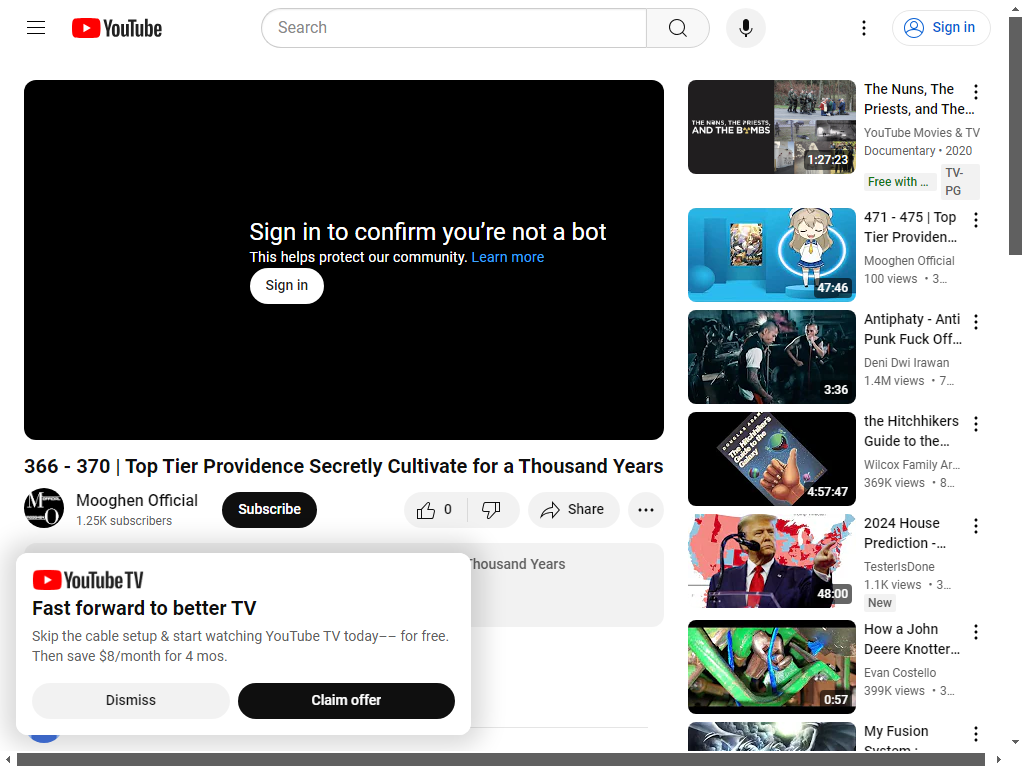 YouTube
Search
Sign in
Sign in to confirm you're not a bot
This helps protect our community. Learn more
Sign in
366 - 370 | Top Tier Providence Secretly Cultivate for a Thousand Years
Mooghen Official
1.25K subscribers
Subscribe
0
Share
Thousand Years
YouTube TV
Fast forward to better TV
Skip the cable setup & start watching YouTube TV today-– for free.
Then save $8/month for 4 mos.
Dismiss
Claim offer
THE NUNS, THE PRIESTS,
AND THE BOMBS
1:27:23
The Nuns, The
Priests, and The...
YouTube Movies & TV
Documentary • 2020
Free with ...
TV-
PG
47:46
471 - 475 | Top
Tier Providen...
Mooghen Official
100 views • 3...
3:36
Antiphaty - Anti
Punk Fuck Off...
Deni Dwi Irawan
1.4M views • 7...
DOUGLAS ADAMS
The Hitchhiker's
Guide to the
Galaxy
4:57:47
the Hitchhikers
Guide to the...
Wilcox Family Ar...
369K views • 8...
48:00
2024 House
Prediction -...
TesterIsDone
1.1K views • 3...
New
0:57
How a John
Deere Knotter...
Evan Costello
399K views • 3...
My Fusion
System :